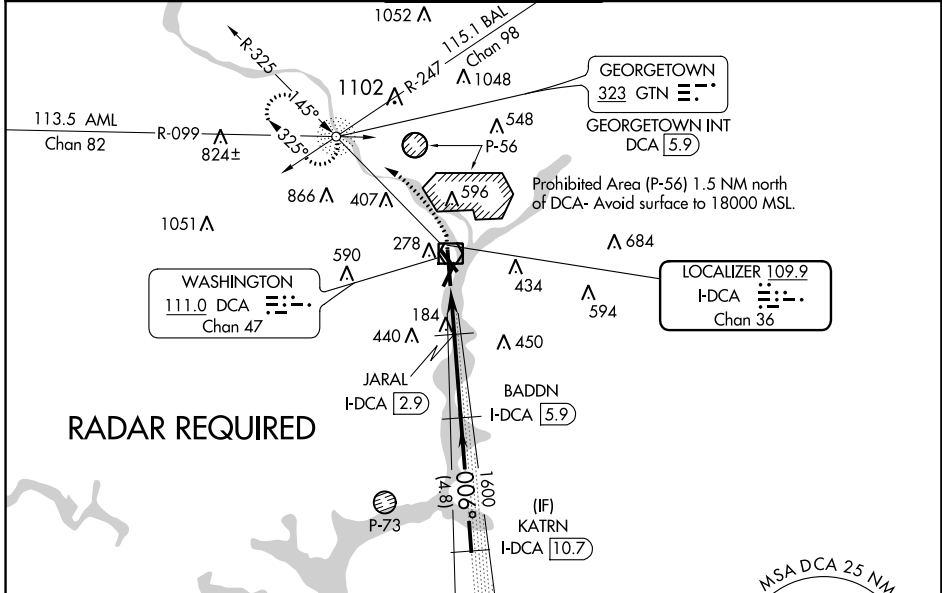 1052
115.1 BAL
Chan 98
R-247
R-325
1102
1048
GEORGETOWN
323 GTN
GEORGETOWN INT
DCA 5.9
113.5 AML
Chan 82
R-099
145°
325°
824±
548
P-56
Prohibited Area (P-56) 1.5 NM north
of DCA- Avoid surface to 18000 MSL.
866
407
596
1051
278
590
684
WASHINGTON
111.0 DCA
Chan 47
434
594
LOCALIZER 109.9
I-DCA
Chan 36
184
440
450
JARAL
I-DCA 2.9
BADDN
I-DCA 5.9
RADAR REQUIRED
006°
1600
(4.8)
P-73
(IF)
KATRN
I-DCA 10.7
MSA DCA 25 NM